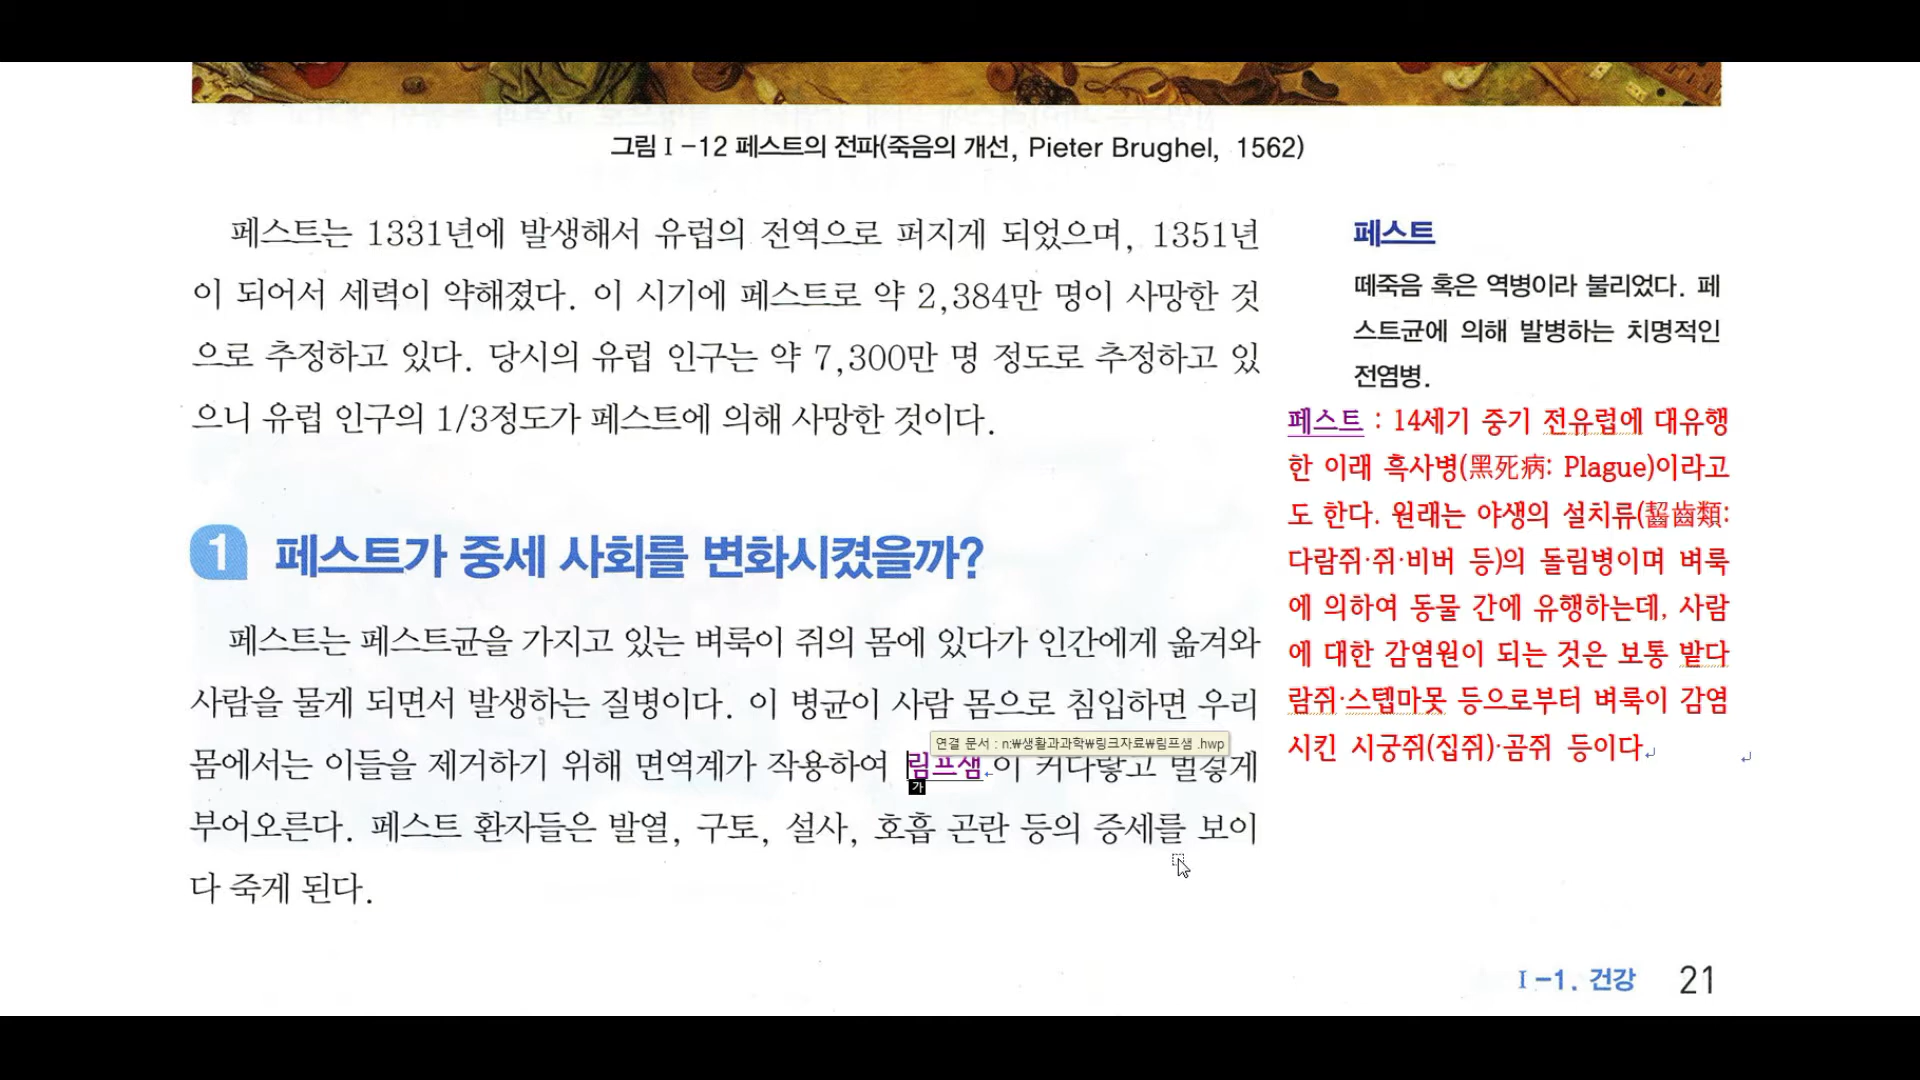 그림 Ⅰ-12 페스트의 전파(죽음의 개선, Pieter Brughel, 1562)
페스트는 1331년에 발생해서 유럽의 전역으로 퍼지게 되었으며, 1351년
이 되어서 세력이 약해졌다. 이 시기에 페스트로 약 2,384만 명이 사망한 것
으로 추정하고 있다. 당시의 유럽 인구는 약 7,300만 명 정도로 추정하고 있
으니 유럽 인구의 1/3정도가 페스트에 의해 사망한 것이다.
1 페스트가 중세 사회를 변화시켰을까?
페스트는 페스트균을 가지고 있는 벼룩이 쥐의 몸에 있다가 인간에게 옮겨와
사람을 물게 되면서 발생하는 질병이다. 이 병균이 사람 몸으로 침입하면 우리
연결 문서 : n:₩생활과과학₩링크자료₩림프샘 .hwp
몸에서는 이들을 제거하기 위해 면역계가 작용하여 림프샘이 커다랗고 벌겋게
가
부어오른다. 페스트 환자들은 발열, 구토, 설사, 호흡 곤란 등의 증세를 보이
다 죽게 된다.
페스트
떼죽음 혹은 역병이라 불리었다. 페
스트균에 의해 발병하는 치명적인
전염병.
페스트 : 14세기 중기 전유럽에 대유행
한 이래 흑사병(黑死病: Plague)이라고
도 한다. 원래는 야생의 설치류(齧齒類:
다람쥐·쥐·비버 등)의 돌림병이며 벼룩
에 의하여 동물 간에 유행하는데, 사람
에 대한 감염원이 되는 것은 보통 밭다
람쥐·스텝마못 등으로부터 벼룩이 감염
시킨 시궁쥐(집쥐)·곰쥐 등이다
Ⅰ-1. 건강 21